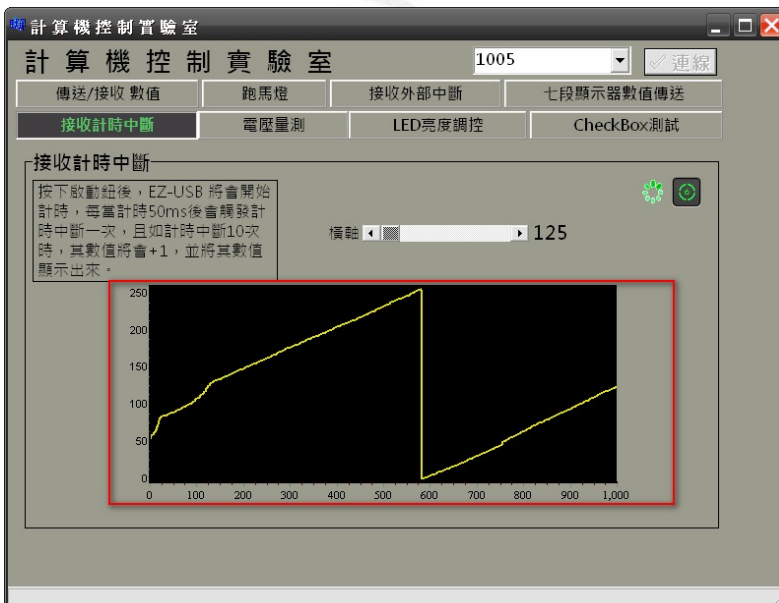 計算機控制實驗室
計算機控制實驗室
1005
連線
傳送/接收 數值
跑馬燈
接收外部中斷
七段顯示器數值傳送
接收計時中斷
電壓量測
LED亮度調控
CheckBox測試
接收計時中斷
按下啟動鈕後，EZ-USB 將會開始
計時，每當計時50ms後會觸發計
時中斷一次，且如計時中斷10次
時，其數值將會+1，並將其數值
顯示出來。
橫軸
125
250
200
150
100
50
0
0 100 200 300 400 500 600 700 800 900 1,000